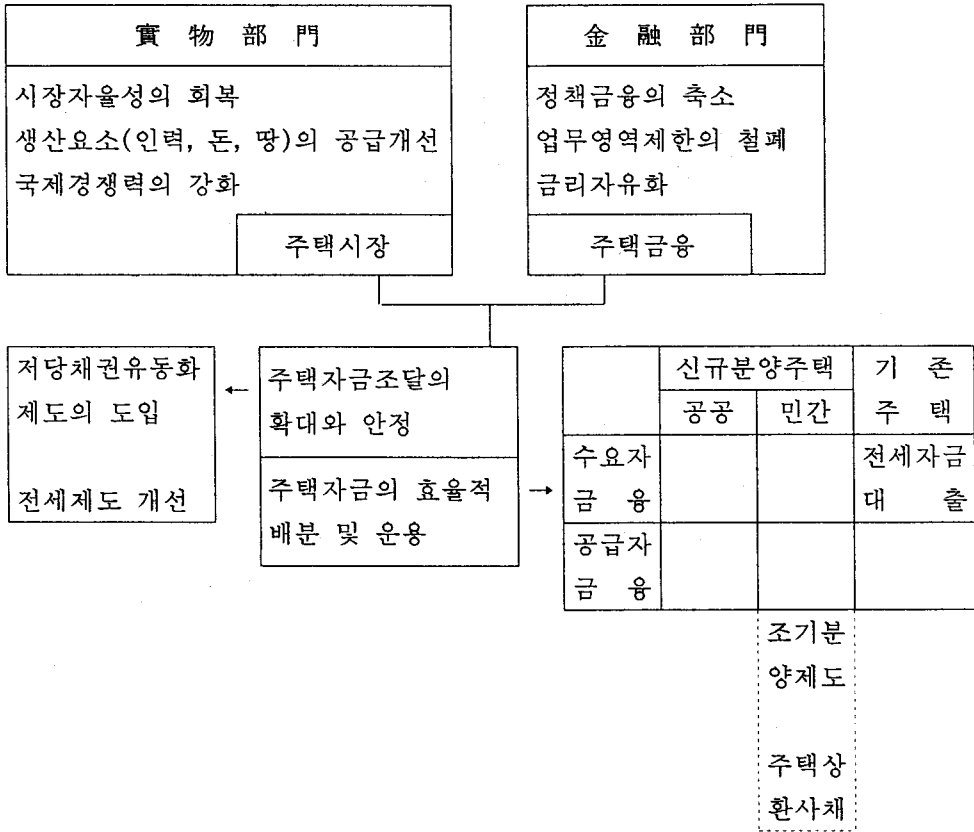 實 物 部 門
시장자율성의 회복
생산요소(인력, 돈, 땅)의 공급개선
국제경쟁력의 강화
주택시장
金 融 部 門
정책금융의 축소
업무영역제한의 철폐
금리자유화
주택금융
저당채권유동화
제도의 도입
전세제도 개선
주택자금조달의
확대와 안정
주택자금의 효율적
배분 및 운용
신규분양주택
기 존
공공
민간
주 택
수요자
전세자금
금 융
대 출
공급자
금 융
조기분
양제도
주택상
환사채